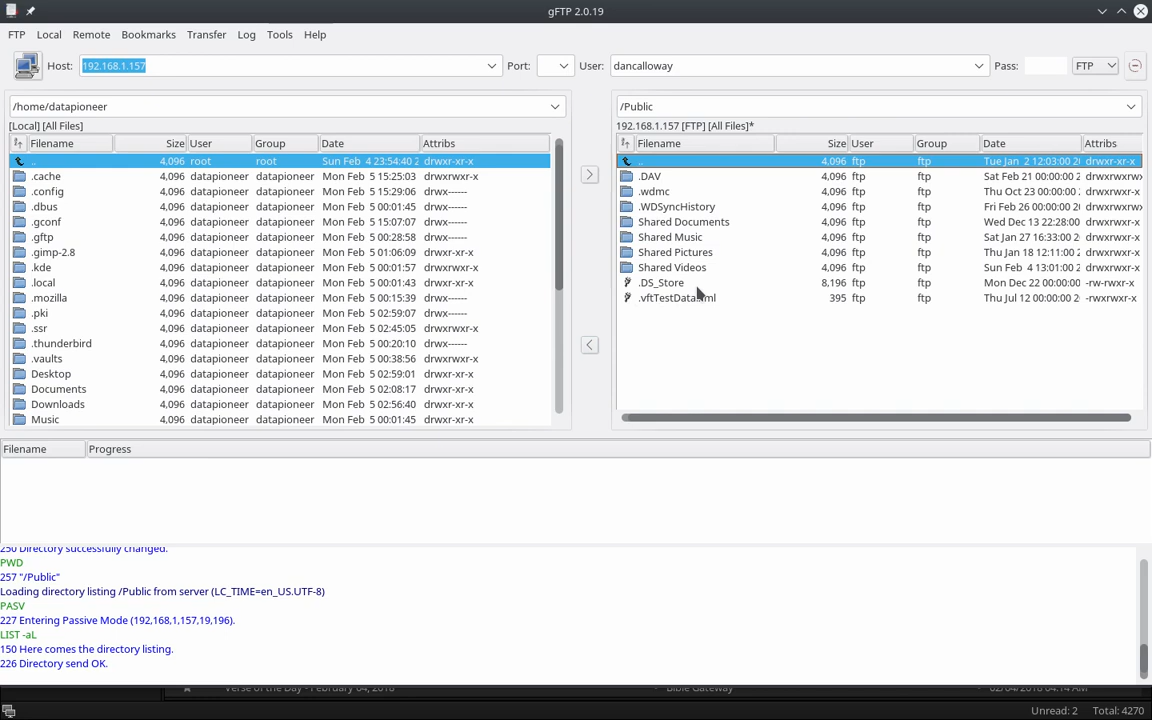 gFTP 2.0.19
FTP Local Remote Bookmarks Transfer Log Tools Help
Host: 192.168.1.157 Port: User: dancalloway Pass: FTP
/home/datapioneer
[Local] [All Files]
Filename Size User Group Date Attribs
.. 4,096 root root Sun Feb 4 23:54:40 2 drwxr-xr-x
.cache 4,096 datapioneer datapioneer Mon Feb 5 15:25:03 drwxrwxr-x
.config 4,096 datapioneer datapioneer Mon Feb 5 15:29:06 drwx------
.dbus 4,096 datapioneer datapioneer Mon Feb 5 00:01:45 drwx------
.gconf 4,096 datapioneer datapioneer Mon Feb 5 15:07:07 drwx------
.gftp 4,096 datapioneer datapioneer Mon Feb 5 00:28:58 drwx------
.gimp-2.8 4,096 datapioneer datapioneer Mon Feb 5 01:06:09 drwxr-xr-x
.kde 4,096 datapioneer datapioneer Mon Feb 5 00:01:57 drwxrwxr-x
.local 4,096 datapioneer datapioneer Mon Feb 5 00:01:43 drwxr-xr-x
.mozilla 4,096 datapioneer datapioneer Mon Feb 5 00:15:39 drwx------
.pki 4,096 datapioneer datapioneer Mon Feb 5 02:59:07 drwx------
.ssr 4,096 datapioneer datapioneer Mon Feb 5 02:45:05 drwxrwxr-x
.thunderbird 4,096 datapioneer datapioneer Mon Feb 5 00:20:10 drwx------
.vaults 4,096 datapioneer datapioneer Mon Feb 5 00:38:56 drwxrwxr-x
Desktop 4,096 datapioneer datapioneer Mon Feb 5 02:59:01 drwxr-xr-x
Documents 4,096 datapioneer datapioneer Mon Feb 5 02:08:17 drwxr-xr-x
Downloads 4,096 datapioneer datapioneer Mon Feb 5 02:56:40 drwxr-xr-x
Music 4,096 datapioneer datapioneer Mon Feb 5 00:01:45 drwxr-xr-x
/Public
192.168.1.157 [FTP] [All Files]*
Filename Size User Group Date Attribs
.. 4,096 ftp ftp Tue Jan 2 12:03:00 20 drwxr-xr-x
.DAV 4,096 ftp ftp Sat Feb 21 00:00:00 2 drwxrwxrwx
.wdmc 4,096 ftp ftp Thu Oct 23 00:00:00 drwxrwxr-x
.WDSyncHistory 4,096 ftp ftp Fri Feb 26 00:00:00 2 drwxrwxrwx
Shared Documents 4,096 ftp ftp Wed Dec 13 22:28:00 drwxrwxr-x
Shared Music 4,096 ftp ftp Sat Jan 27 16:33:00 2 drwxrwxr-x
Shared Pictures 4,096 ftp ftp Thu Jan 18 12:11:00 drwxrwxr-x
Shared Videos 4,096 ftp ftp Sun Feb 4 13:01:00 2 drwxrwxr-x
.DS_Store 8,196 ftp ftp Mon Dec 22 00:00:00 -rw-rwxr-x
395 ftp ftp Thu Jul 12 00:00:00 2 -rwxrwxr-x
Filename Progress
250 Directory successfully changed.
PWD
257 "/Public"
Loading directory listing /Public from server (LC_TIME=en_US.UTF-8)
PASV
227 Entering Passive Mode (192,168,1,157,19,196).
LIST -aL
150 Here comes the directory listing.
226 Directory send OK.
Verse of the Day - February 04, 2018 Bible Gateway 02/04/2018 04:14 AM
Unread: 2 Total: 4270